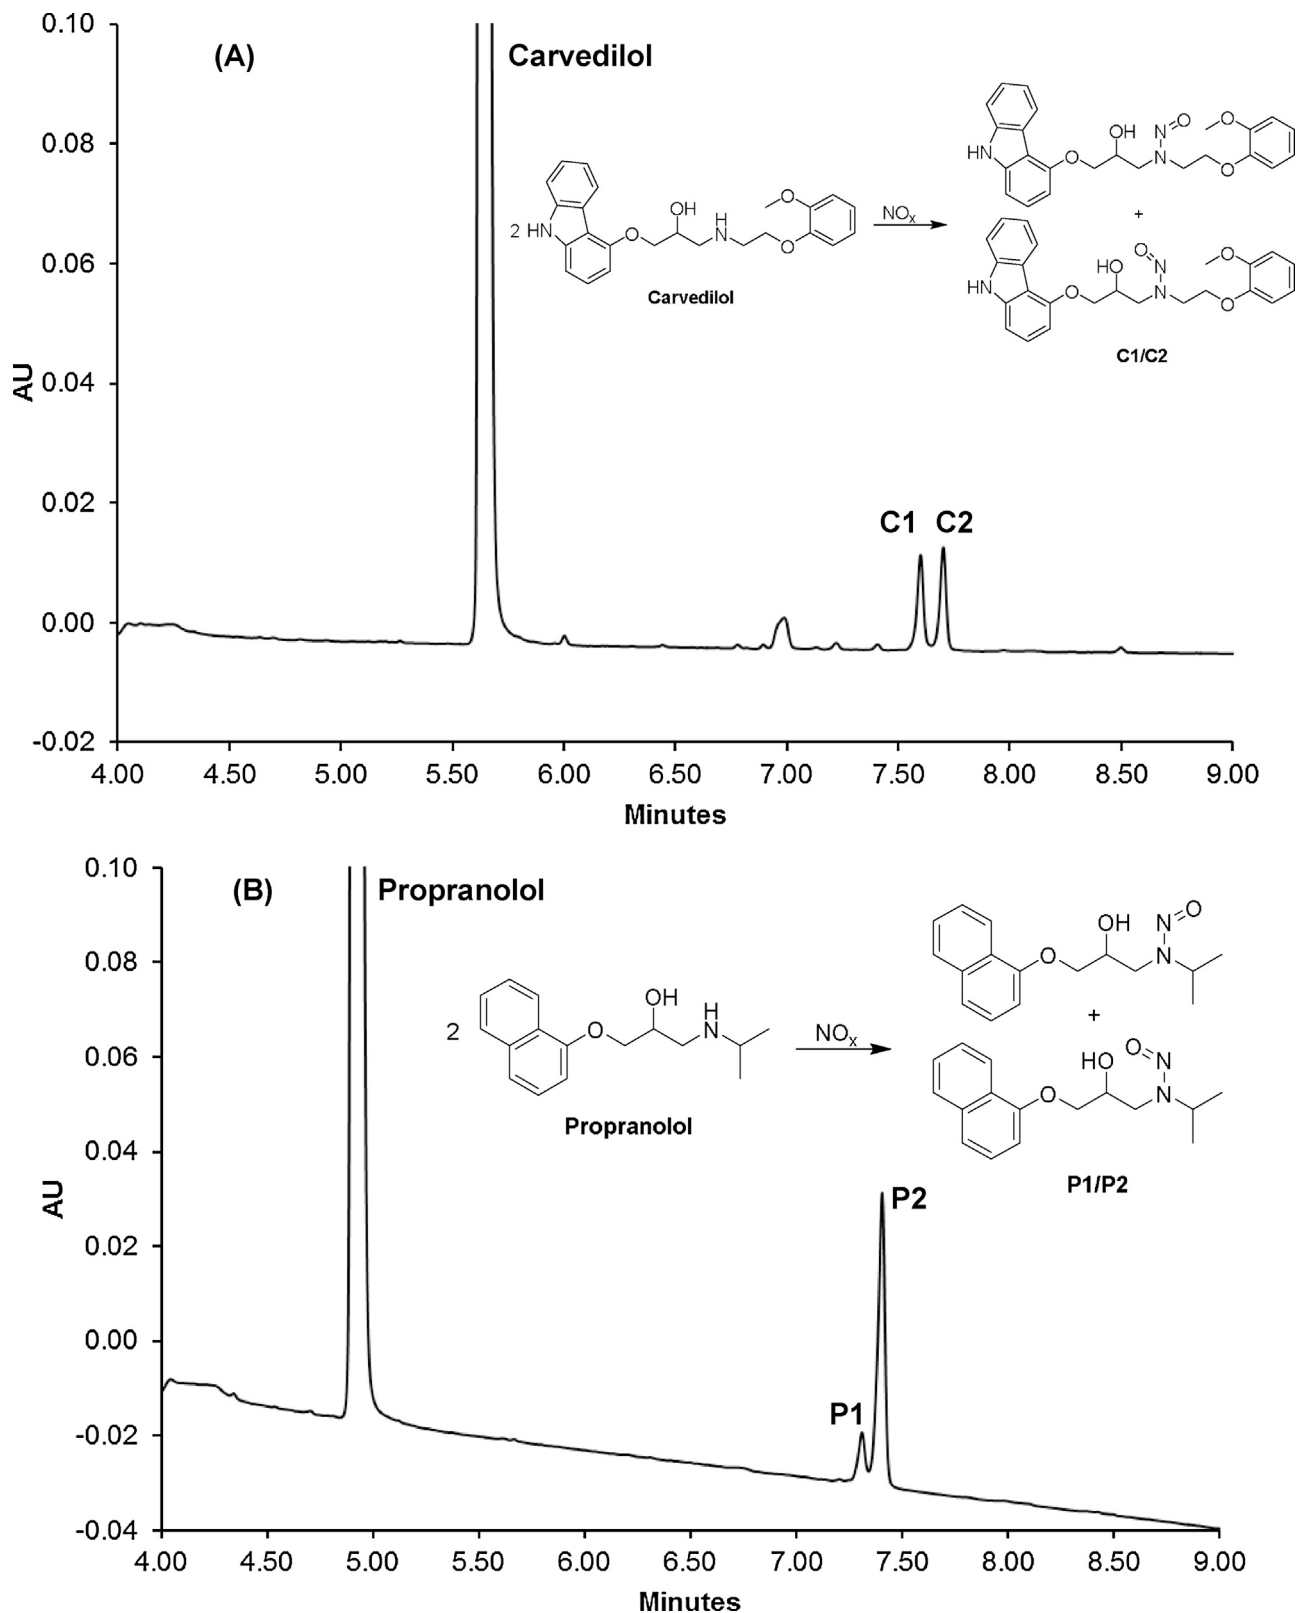 0.10
(A)
Carvedilol
0.08
0.06
0.04
0.02
0.00
-0.02
AU
2
HN
O
OH
H
N
O
O
Carvedilol
NOx
HN
O
OH
N
N
O
O
O
+
HN
O
HO
N
N
O
O
O
C1/C2
C1 C2
4.00 4.50 5.00 5.50 6.00 6.50 7.00 7.50 8.00 8.50 9.00
Minutes
0.10
(B)
Propranolol
0.08
0.06
0.04
0.02
0.00
-0.02
-0.04
AU
2
O
OH
H
N
Propranolol
NOx
O
OH
N
N
O
+
O
HO
N
N
O
P1/P2
P1
P2
4.00 4.50 5.00 5.50 6.00 6.50 7.00 7.50 8.00 8.50 9.00
Minutes